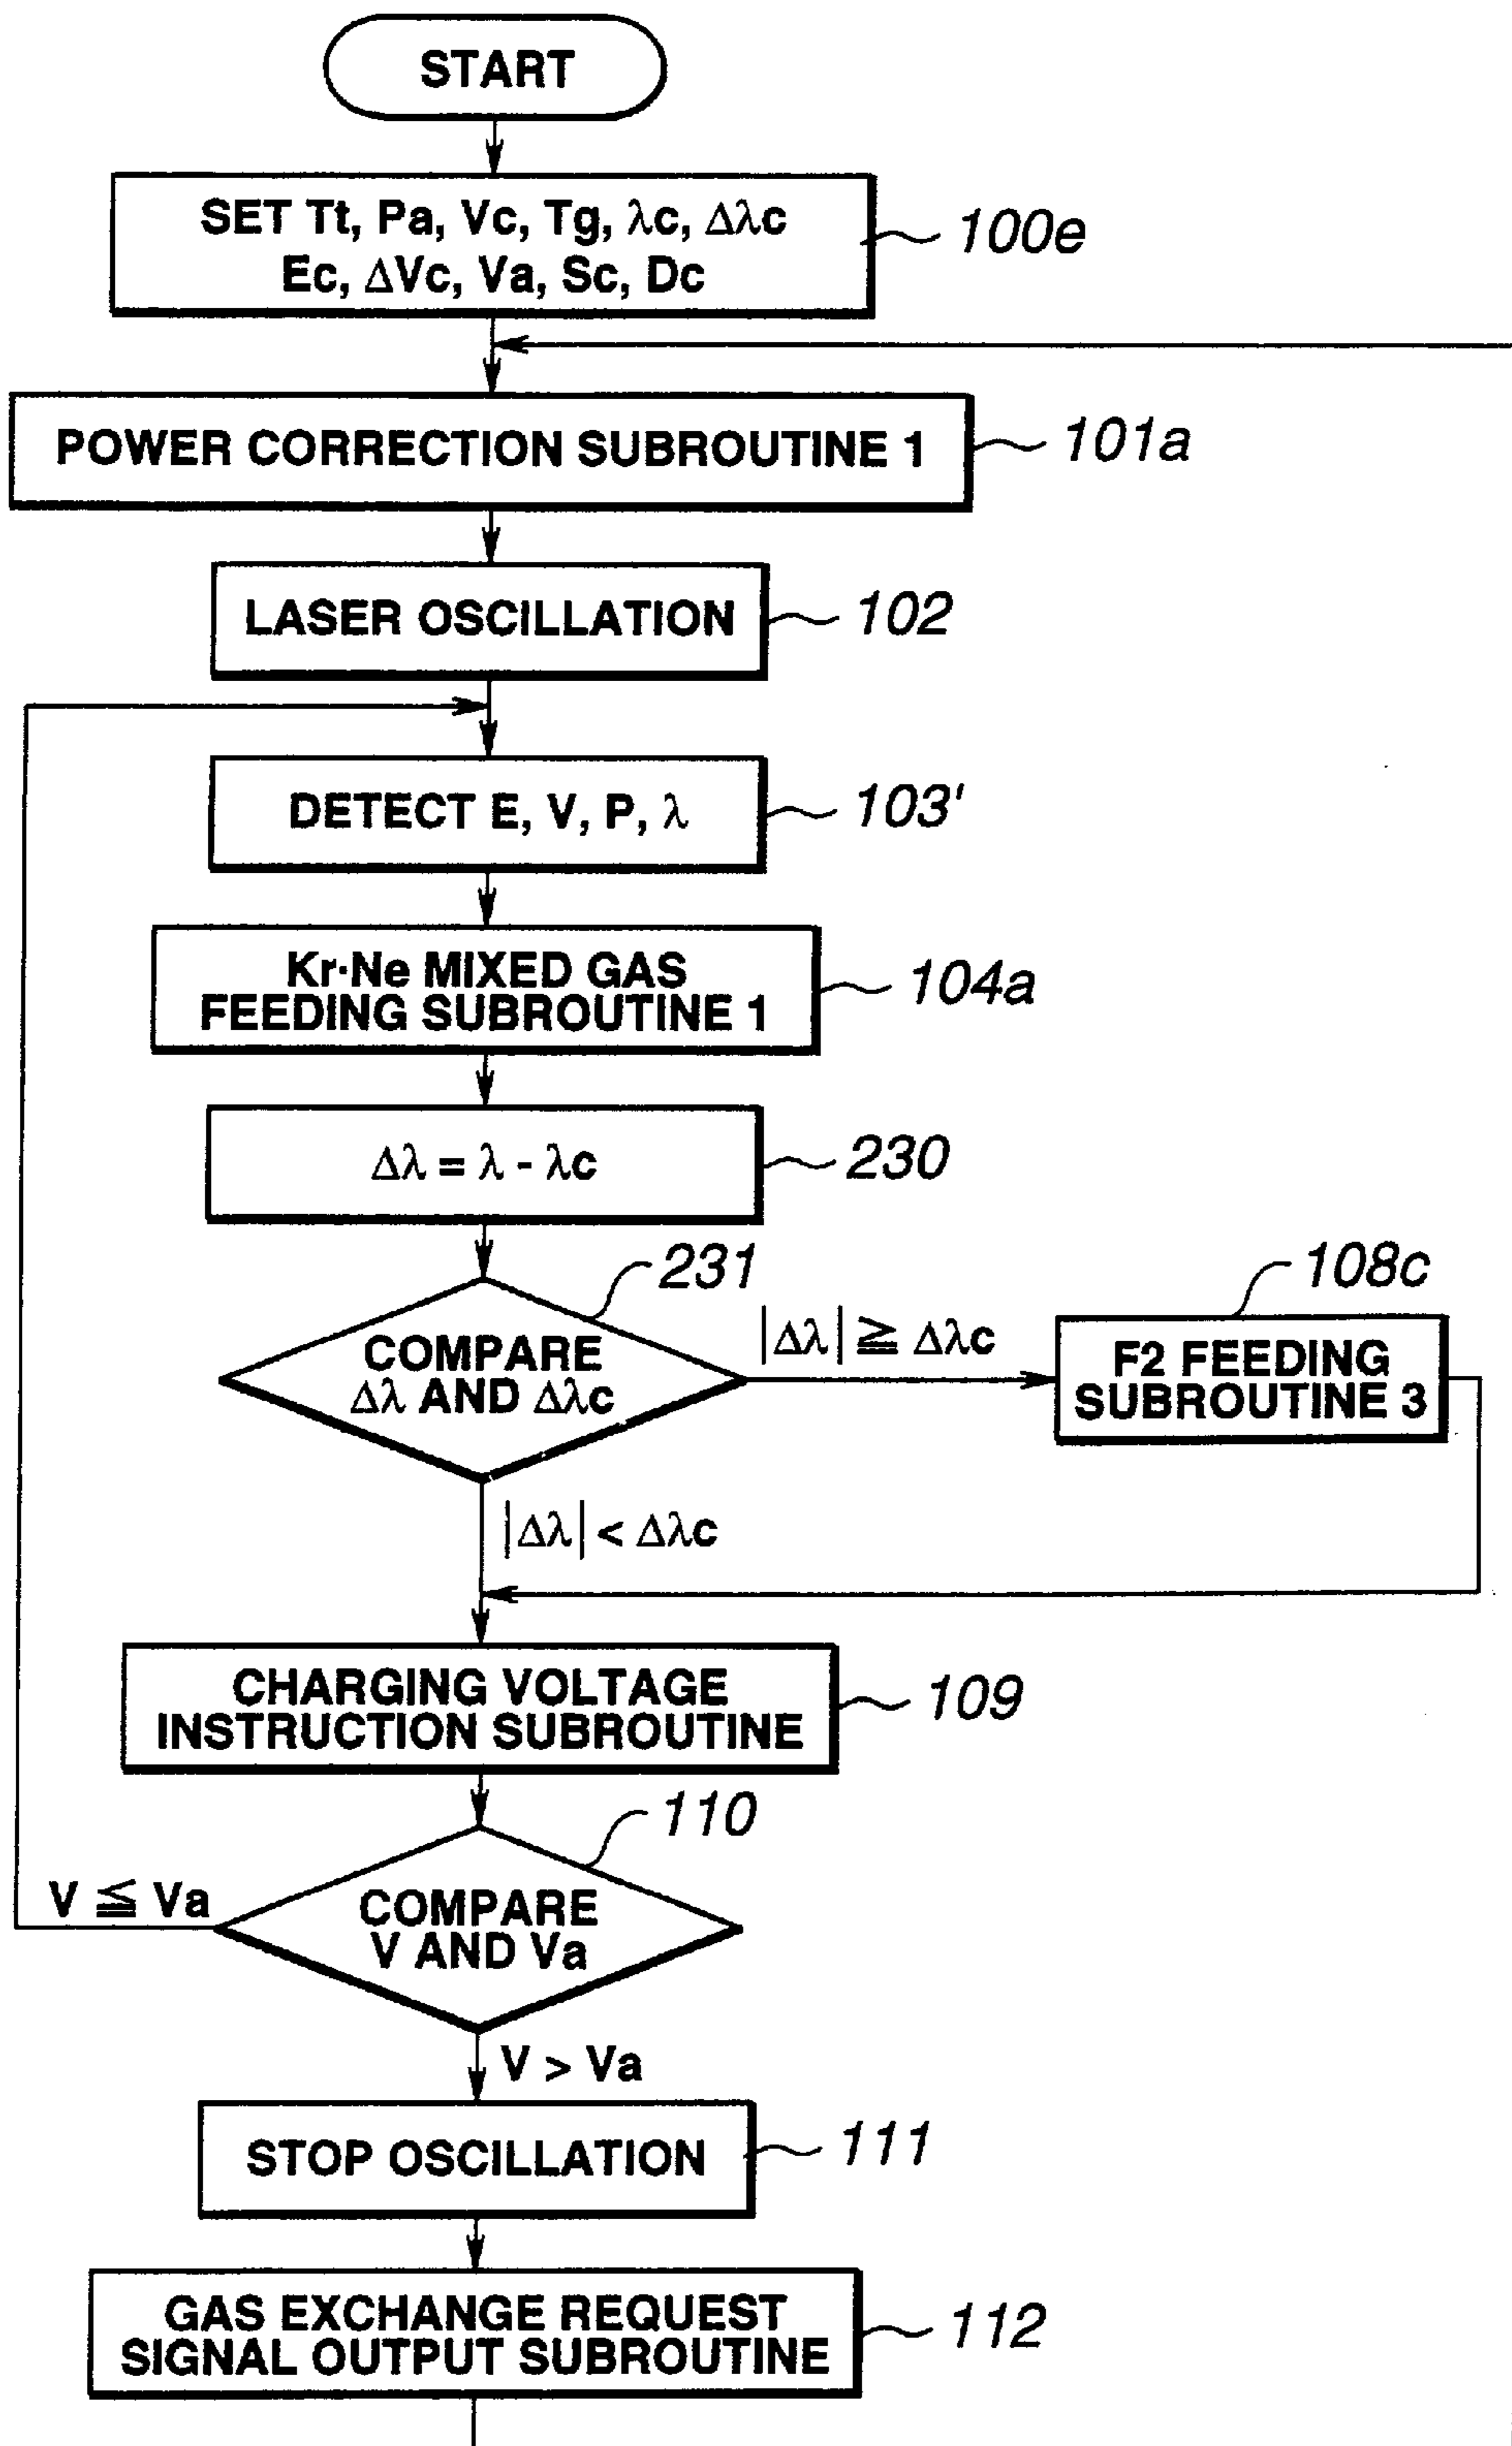 START
SET Tt, Pa, Vc, Tg, λc, Δλc
Ec, ΔVc, Va, Sc, Dc
100e
POWER CORRECTION SUBROUTINE 1
101a
LASER OSCILLATION
102
DETECT E, V, P, λ
103'
Kr·Ne MIXED GAS
FEEDING SUBROUTINE 1
104a
Δλ = λ - λc
230
231
COMPARE
Δλ AND Δλc
|Δλ| ≧ Δλc
108c
F2 FEEDING
SUBROUTINE 3
|Δλ| < Δλc
CHARGING VOLTAGE
INSTRUCTION SUBROUTINE
109
110
COMPARE
V AND Va
V ≦ Va
V > Va
STOP OSCILLATION
111
GAS EXCHANGE REQUEST
SIGNAL OUTPUT SUBROUTINE
112